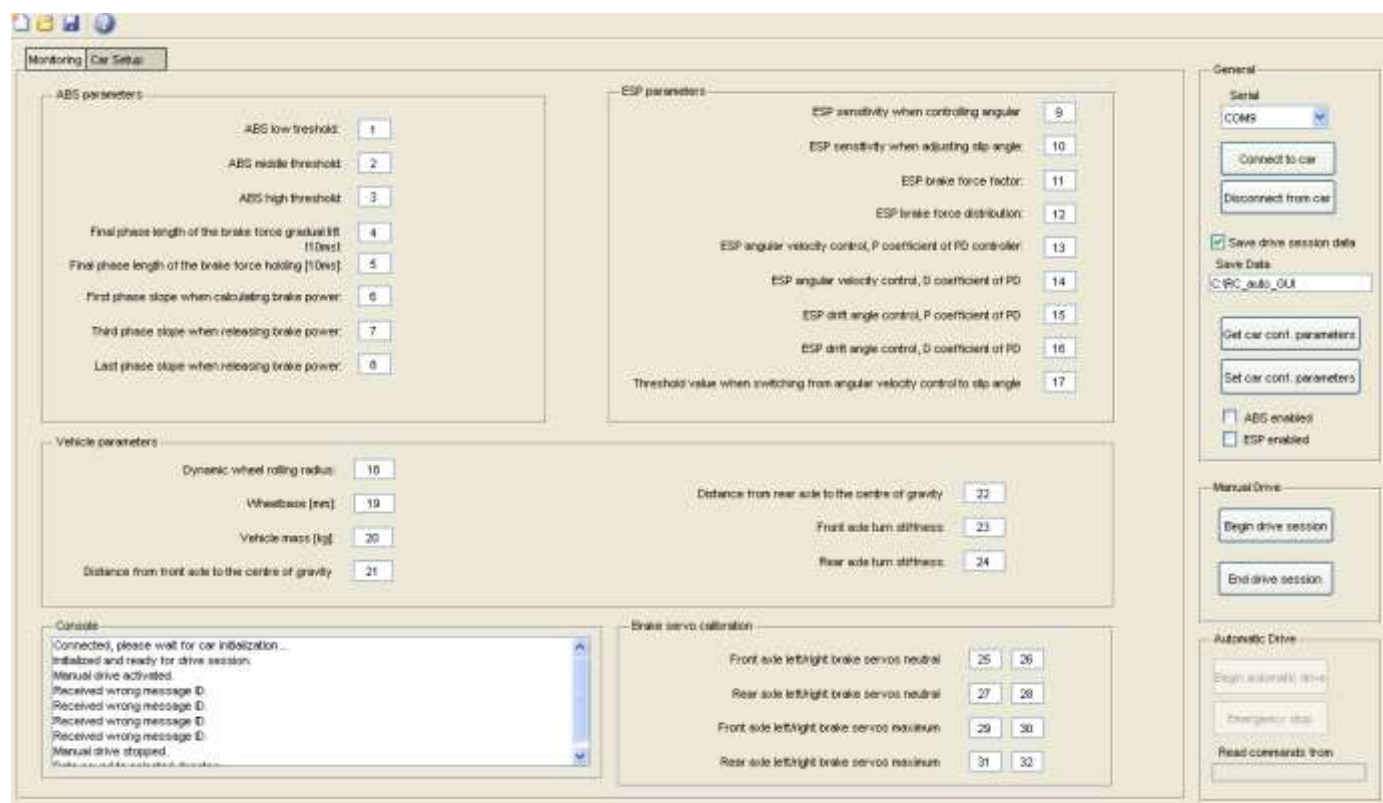 Monitoring
Car Setup
ABS parameters
ABS low treshold:
1
ABS middle threshold
2
ABS high threshold
3
Final phase length of the brake force gradual lift
[10ms]:
4
Final phase length of the brake force holding [10ms]:
5
First phase slope when calculating brake power:
6
Third phase slope when releasing brake power:
7
Last phase slope when releasing brake power:
8
ESP parameters
ESP sensitivity when controlling angular
9
ESP sensitivity when adjusting slip angle:
10
ESP brake force factor:
11
ESP brake force distribution:
12
ESP angular velocity control, P coefficient of PD controller:
13
ESP angular velocity control, D coefficient of PD
14
ESP drift angle control, P coefficient of PD
15
ESP drift angle control, D coefficient of PD
16
Threshold value when switching from angular velocity control to slip angle
17
Vehicle parameters
Dynamic wheel rolling radius:
18
Wheelbase [mm]:
19
Vehicle mass [kg]:
20
Distance from front axle to the centre of gravity
21
Distance from rear axle to the centre of gravity
22
Front axle turn stiffness:
23
Rear axle turn stiffness:
24
Console
Connected, please wait for car initialization...
Initialized and ready for drive session.
Manual drive activated.
Received wrong message ID.
Received wrong message ID.
Received wrong message ID.
Received wrong message ID.
Manual drive stopped.
Brake servo calibration
Front axle left/right brake servos neutral
25 26
Rear axle left/right brake servos neutral
27 28
Front axle left/right brake servos maximum
29 30
Rear axle left/right brake servos maximum
31 32
General
Serial
COM9
Connect to car
Disconnect from car
Save drive session data
Save Data
C:\RC_auto_GUI
Get car conf. parameters
Set car conf. parameters
ABS enabled
ESP enabled
Manual Drive
Begin drive session
End drive session
Automatic Drive
Begin automatic drive
Emergency stop
Read commands from